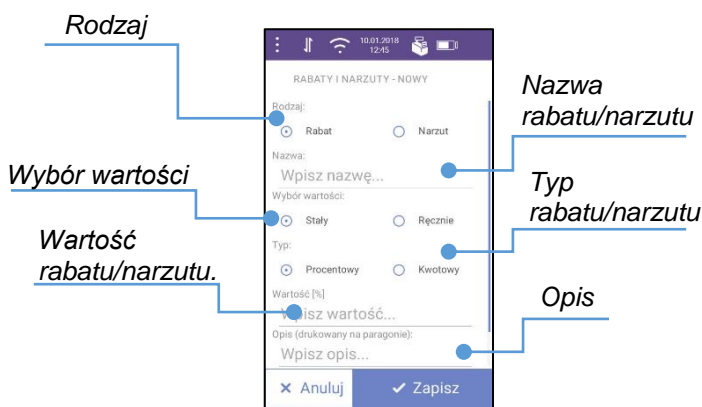 Rodzaj
10.01.2018
12:45
RABATY I NARZUTY - NOWY
Nazwa
rabatu/narzutu
Rodzaj:
Rabat Narzut
Nazwa:
Wpisz nazwę...
Wybór wartości
Wybór wartości:
Typ
rabatu/narzutu
Stały Ręcznie
Wartość
rabatu/narzutu.
Typ:
Procentowy Kwotowy
Wartość [%]
Wpisz wartość...
Opis
Opis (drukowany na paragonie):
Wpisz opis...
Anuluj Zapisz